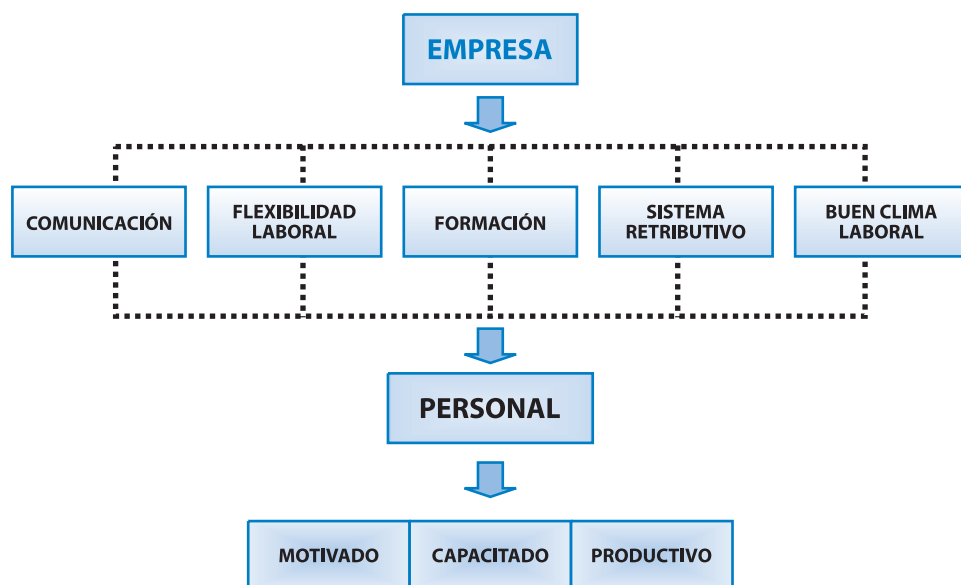 EMPRESA
COMUNICACIÓN
FLEXIBILIDAD
LABORAL
FORMACIÓN
SISTEMA
RETRIBUTIVO
BUEN CLIMA
LABORAL
PERSONAL
MOTIVADO
CAPACITADO
PRODUCTIVO